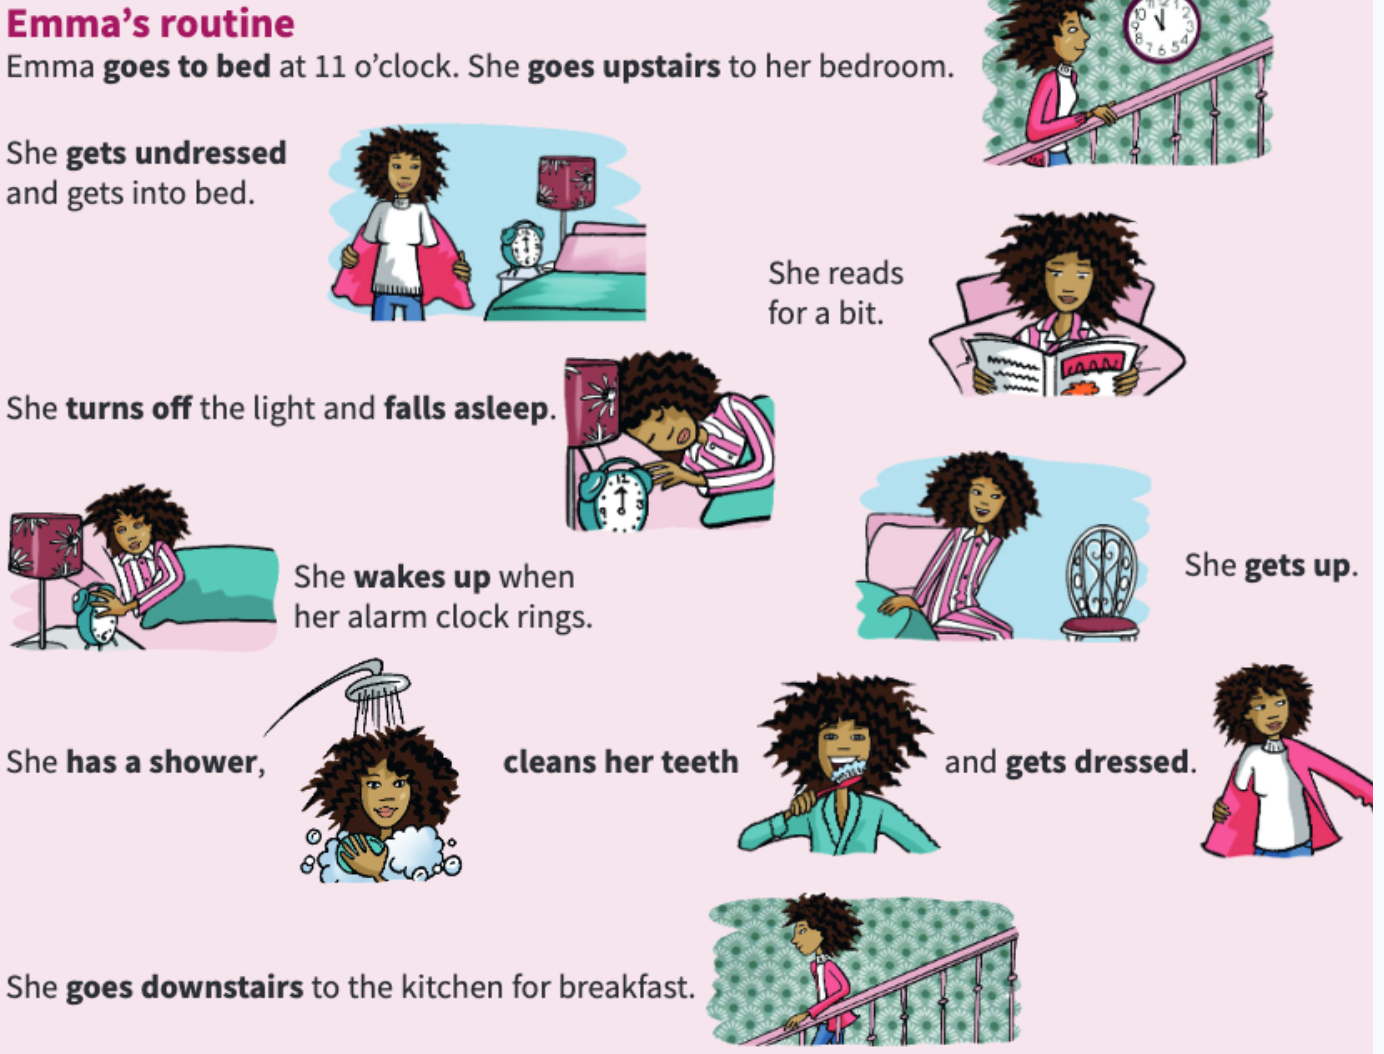 Emma’s routine
Emma goes to bed at 11 o’clock. She goes upstairs to her bedroom.
She gets undressed
and gets into bed.
She reads
for a bit.
She turns off the light and falls asleep.
She wakes up when
her alarm clock rings.
She gets up.
She has a shower,
cleans her teeth
and gets dressed.
She goes downstairs to the kitchen for breakfast.